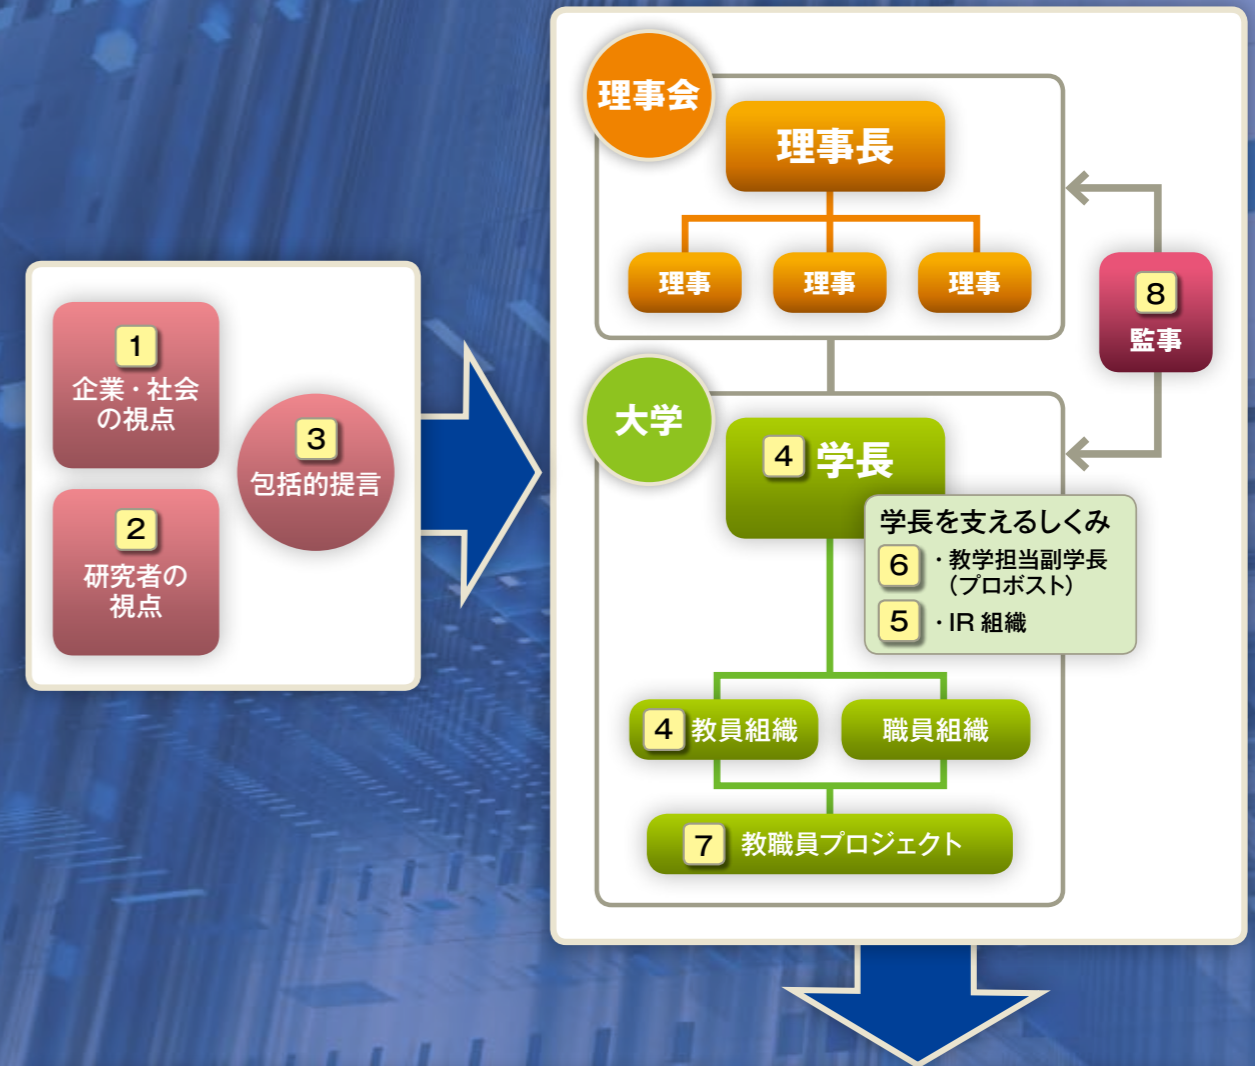 1
企業・社会
の視点
2
研究者の
視点
3
包括的提言
理事会
理事長
理事
理事
理事
8
監事
大学
4 学長
学長を支えるしくみ
6 ・教学担当副学長
（プロボスト）
5 ・IR 組織
4 教員組織
職員組織
7 教職員プロジェクト